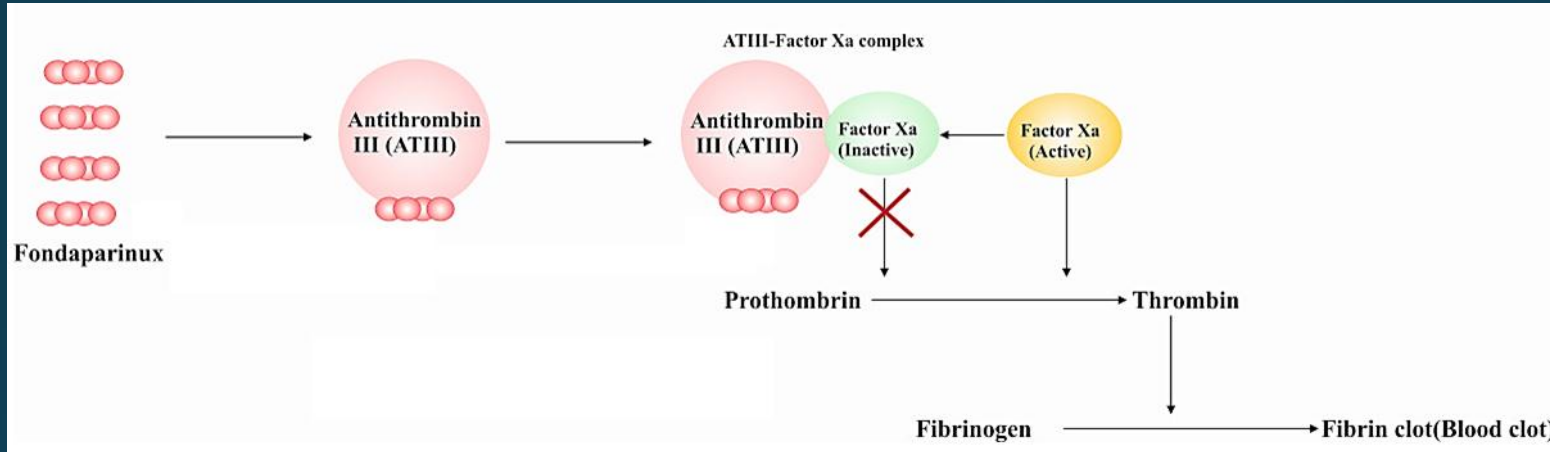 ATIII-Factor Xa complex
Antithrombin
III (ATIII)
Antithrombin
III (ATIII)
Factor Xa
(Inactive)
Factor Xa
(Active)
Fondaparinux
Prothombrin
Thrombin
Fibrinogen
Fibrin clot(Blood clot)